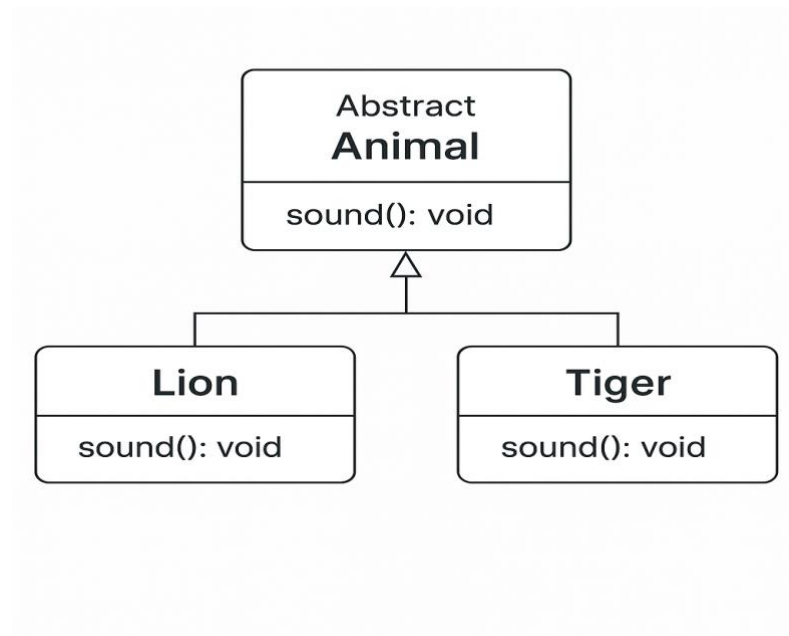 Abstract
Animal
sound(): void
Lion
sound(): void
Tiger
sound(): void